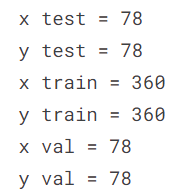 x test = 78
y test = 78
x train = 360
y train = 360
x val = 78
y val = 78